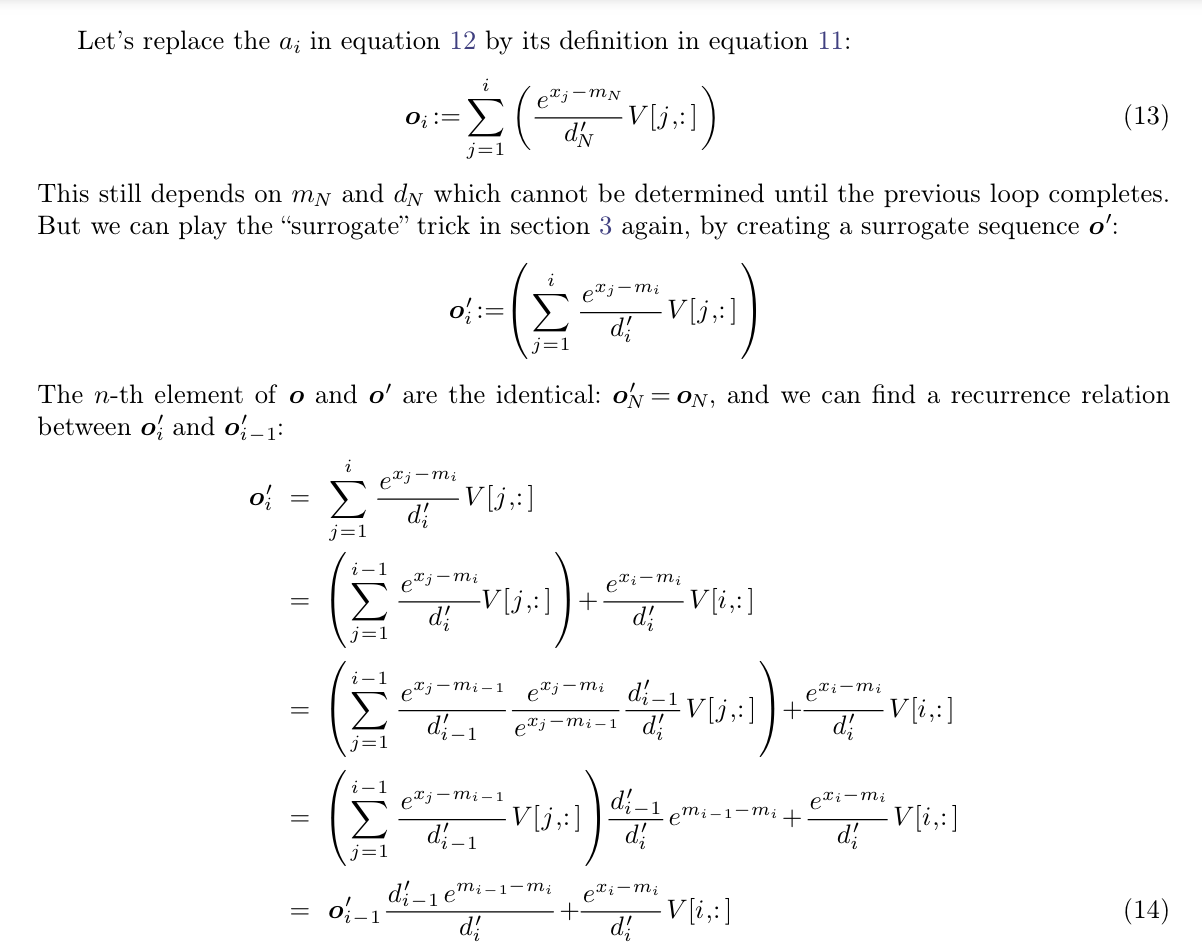 Let's replace the $a_i$ in equation 12 by its definition in equation 11:
$$\boldsymbol{o}_i := \sum_{j=1}^{i} \left( \frac{e^{x_j - m_N}}{d'_N} V[j,:] \right) \quad (13)$$
This still depends on $m_N$ and $d_N$ which cannot be determined until the previous loop completes.
But we can play the “surrogate” trick in section 3 again, by creating a surrogate sequence $\boldsymbol{o}'$:
$$\boldsymbol{o}'_i := \left( \sum_{j=1}^{i} \frac{e^{x_j - m_i}}{d'_i} V[j,:] \right)$$
The $n$-th element of $\boldsymbol{o}$ and $\boldsymbol{o}'$ are the identical: $\boldsymbol{o}'_N = \boldsymbol{o}_N$, and we can find a recurrence relation
between $\boldsymbol{o}'_i$ and $\boldsymbol{o}'_{i-1}$:
$$\boldsymbol{o}'_i = \sum_{j=1}^{i} \frac{e^{x_j - m_i}}{d'_i} V[j,:]$$
$$= \left( \sum_{j=1}^{i-1} \frac{e^{x_j - m_i}}{d'_i} V[j,:] \right) + \frac{e^{x_i - m_i}}{d'_i} V[i,:]$$
$$= \left( \sum_{j=1}^{i-1} \frac{e^{x_j - m_{i-1}}}{d'_{i-1}} \frac{e^{x_j - m_i}}{e^{x_j - m_{i-1}}} \frac{d'_{i-1}}{d'_i} V[j,:] \right) + \frac{e^{x_i - m_i}}{d'_i} V[i,:]$$
$$= \left( \sum_{j=1}^{i-1} \frac{e^{x_j - m_{i-1}}}{d'_{i-1}} V[j,:] \right) \frac{d'_{i-1}}{d'_i} e^{m_{i-1} - m_i} + \frac{e^{x_i - m_i}}{d'_i} V[i,:]$$
$$= \boldsymbol{o}'_{i-1} \frac{d'_{i-1} e^{m_{i-1} - m_i}}{d'_i} + \frac{e^{x_i - m_i}}{d'_i} V[i,:] \quad (14)$$